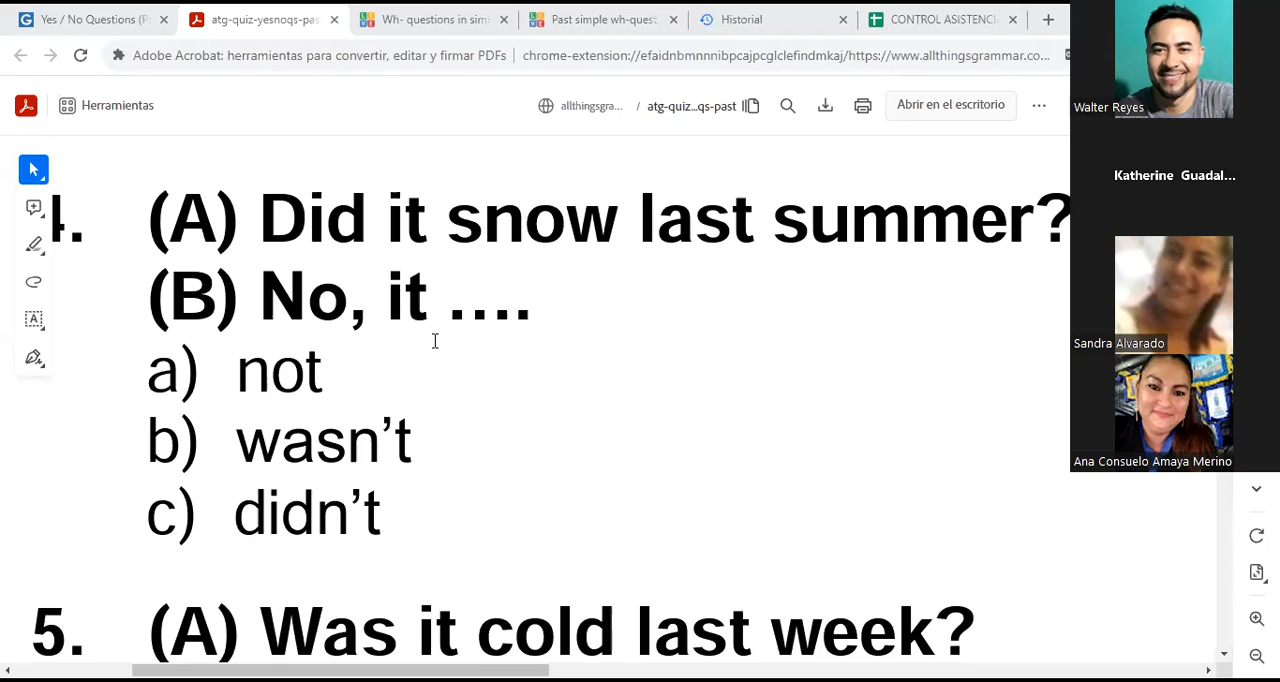 Yes / No Questions (P
atg-quiz-yesnoqs-pas
Wh- questions in sim
Past simple wh-quest
Historial
CONTROL ASISTENCI
Adobe Acrobat: herramientas para convertir, editar y firmar PDFs
chrome-extension://efaidnbmnnnibpcajpcglclefindmkaj/https://www.allthingsgrammar.co...
Herramientas
allthingsgra... / atg-quiz...qs-past
Abrir en el escritorio
4. (A) Did it snow last summer?
(B) No, it ....
a) not
b) wasn't
c) didn't
5. (A) Was it cold last week?
Walter Reyes
Katherine Guadal...
Sandra Alvarado
Ana Consuelo Amaya Merino